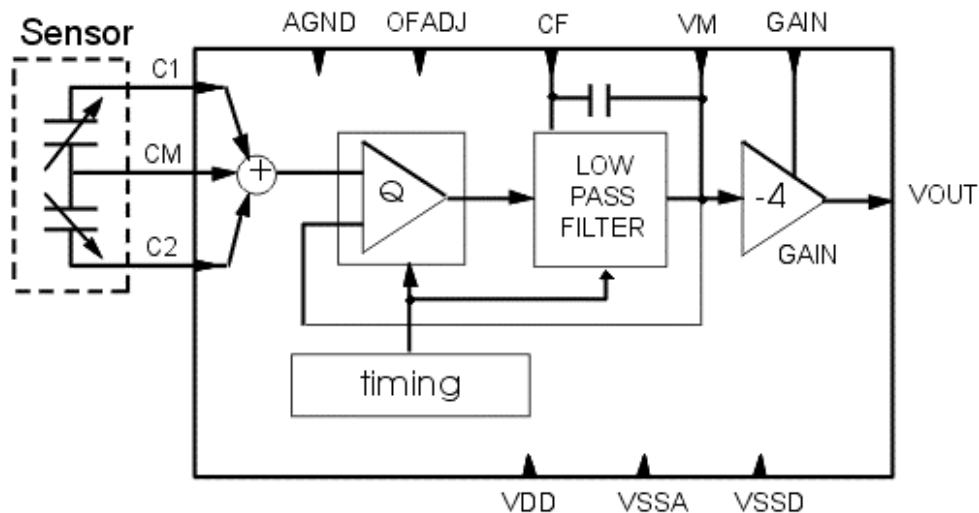 Sensor
AGND
OFADJ
CF
VM
GAIN
C1
CM
C2
+
Q
LOW
PASS
FILTER
-4
GAIN
VOUT
timing
VDD
VSSA
VSSD